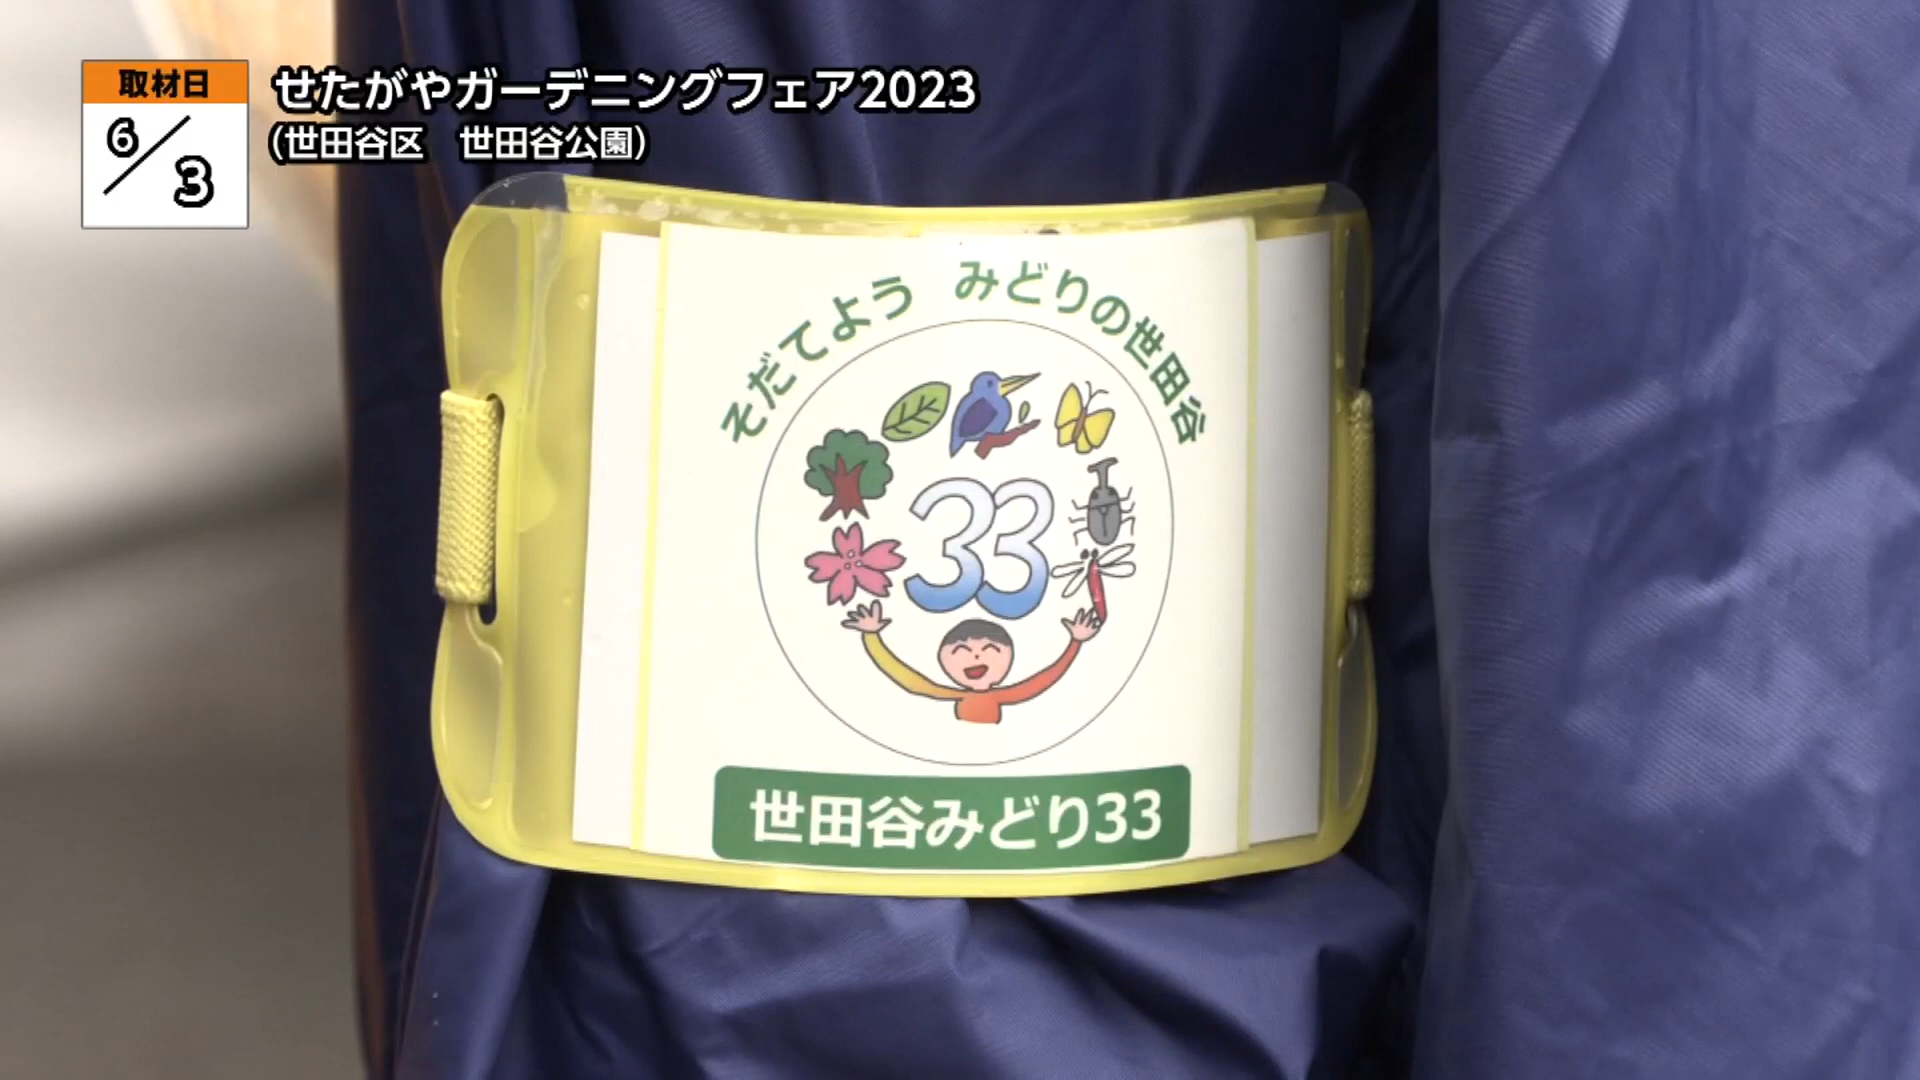 取材日
6/3
せたがやガーデニングフェア2023
(世田谷区　世田谷公園)
そだてよう　みどりの世田谷
33
世田谷みどり33